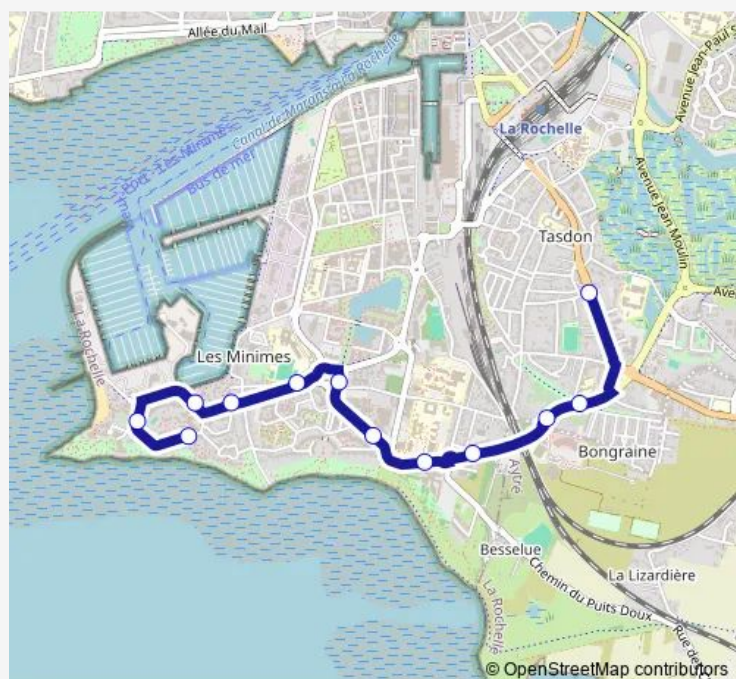 Allée du Mail
Canal de Marans à La Rochelle
Port - Les Minimes
Bus de mer
La Rochelle
Avenue Jean-Paul S
Avenue Jean Moulin
Tasdon
Ave
La Rochelle
Les Minimes
Bongraine
Aytré
Besselue
La Lizardière
Chemin du Puits Doux
La Rochelle
Rue de
© OpenStreetMap contributors